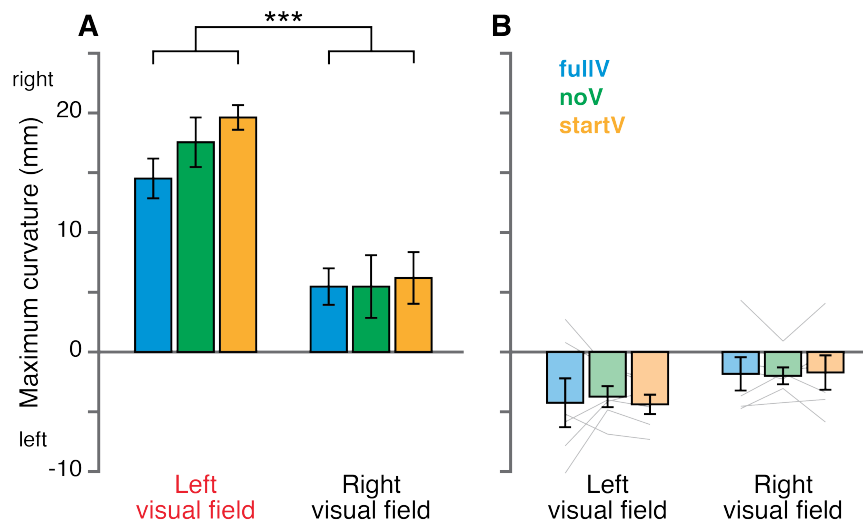 A
B
***
right
20
10
0
-10
left
Maximum curvature (mm)
fullV
noV
startV
Left
visual field
Right
visual field
Left
visual field
Right
visual field